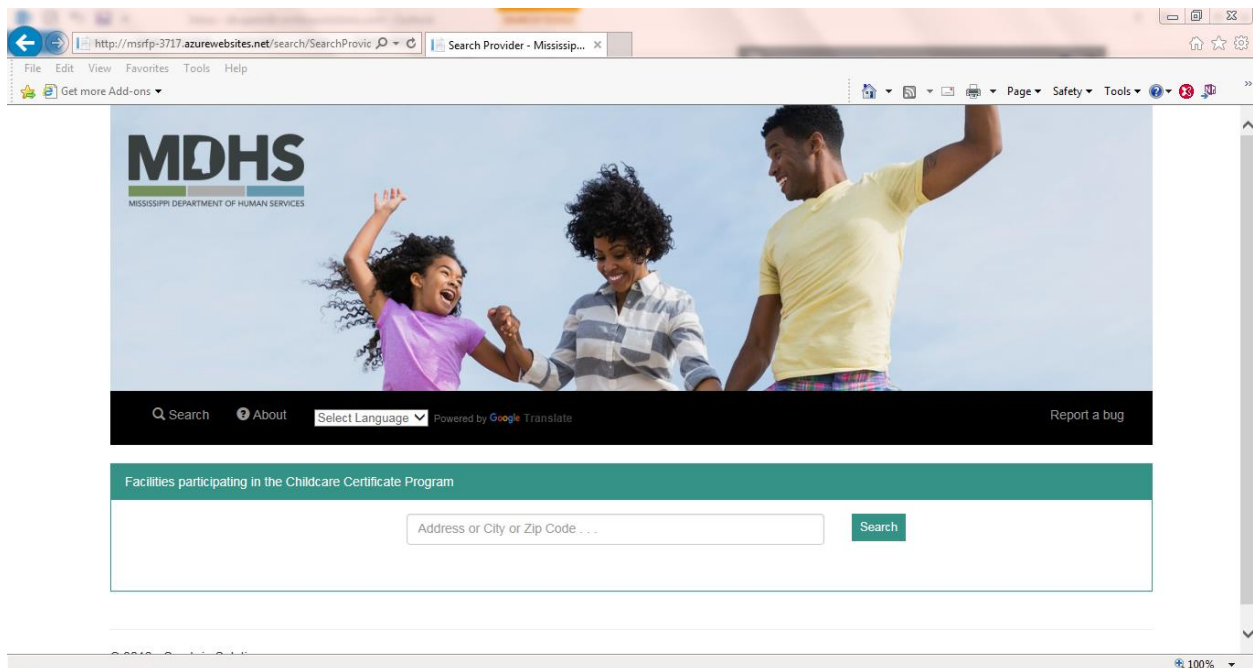 http://msrfp-3717.azurewebsites.net/search/SearchProvic
Search Provider - Mississip...
File Edit View Favorites Tools Help
Get more Add-ons
Page Safety Tools
MDHS
MISSISSIPPI DEPARTMENT OF HUMAN SERVICES
Search About Select Language Powered by Google Translate Report a bug
Facilities participating in the Childcare Certificate Program
Address or City or Zip Code . . . Search
100%